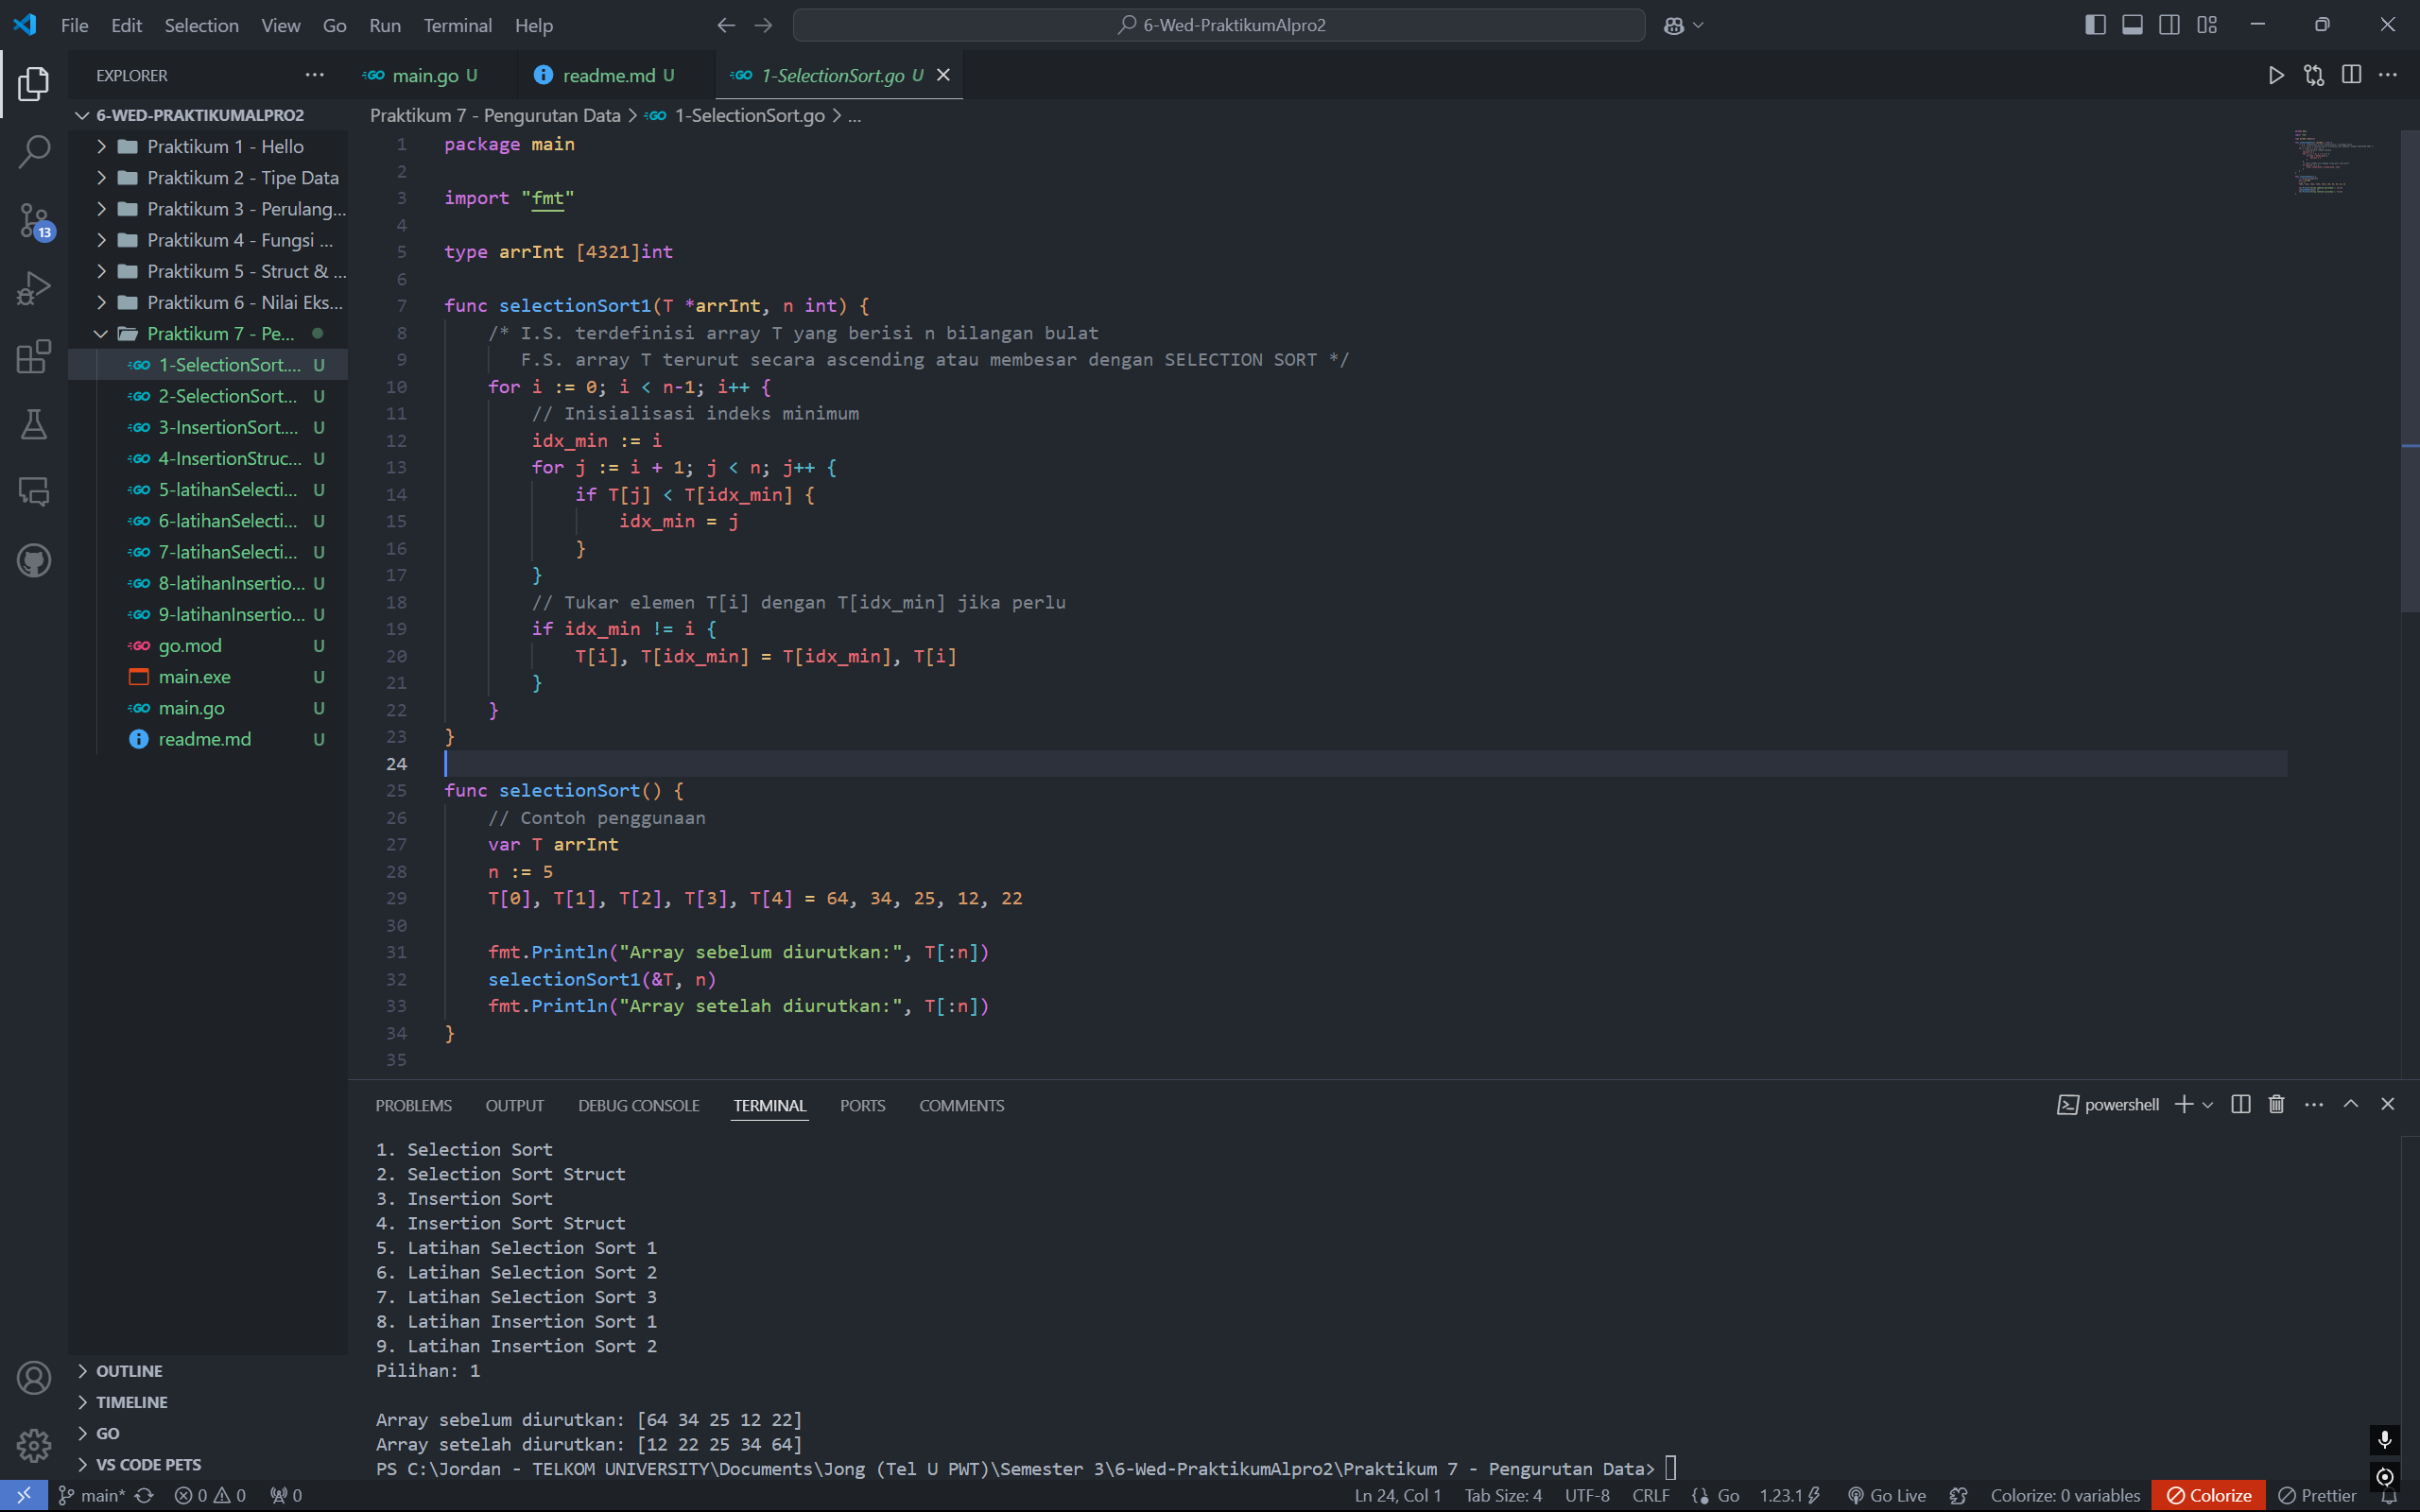 File Edit Selection View Go Run Terminal Help
6-Wed-PraktikumAlpro2
EXPLORER
main.go U
readme.md U
1-SelectionSort.go U
6-WED-PRAKTIKUMALPRO2
Praktikum 1 - Hello
Praktikum 2 - Tipe Data
Praktikum 3 - Perulang...
Praktikum 4 - Fungsi ...
Praktikum 5 - Struct & ...
Praktikum 6 - Nilai Eks...
Praktikum 7 - Pe...
1-SelectionSort.... U
2-SelectionSort... U
3-InsertionSort.... U
4-InsertionStruc... U
5-latihanSelecti... U
6-latihanSelecti... U
7-latihanSelecti... U
8-latihanInsertio... U
9-latihanInsertio... U
go.mod U
main.exe U
main.go U
readme.md U
13
OUTLINE
TIMELINE
GO
VS CODE PETS
Praktikum 7 - Pengurutan Data > 1-SelectionSort.go > ...
1 package main
2
3 import "fmt"
4
5 type arrInt [4321]int
6
7 func selectionSort1(T *arrInt, n int) {
8 /* I.S. terdefinisi array T yang berisi n bilangan bulat
9 F.S. array T terurut secara ascending atau membesar dengan SELECTION SORT */
10 for i := 0; i < n-1; i++ {
11 // Inisialisasi indeks minimum
12 idx_min := i
13 for j := i + 1; j < n; j++ {
14 if T[j] < T[idx_min] {
15 idx_min = j
16 }
17 }
18 // Tukar elemen T[i] dengan T[idx_min] jika perlu
19 if idx_min != i {
20 T[i], T[idx_min] = T[idx_min], T[i]
21 }
22 }
23 }
24
25 func selectionSort() {
26 // Contoh penggunaan
27 var T arrInt
28 n := 5
29 T[0], T[1], T[2], T[3], T[4] = 64, 34, 25, 12, 22
30
31 fmt.Println("Array sebelum diurutkan:", T[:n])
32 selectionSort1(&T, n)
33 fmt.Println("Array setelah diurutkan:", T[:n])
34 }
35
PROBLEMS OUTPUT DEBUG CONSOLE TERMINAL PORTS COMMENTS
powershell
1. Selection Sort
2. Selection Sort Struct
3. Insertion Sort
4. Insertion Sort Struct
5. Latihan Selection Sort 1
6. Latihan Selection Sort 2
7. Latihan Selection Sort 3
8. Latihan Insertion Sort 1
9. Latihan Insertion Sort 2
Pilihan: 1
Array sebelum diurutkan: [64 34 25 12 22]
Array setelah diurutkan: [12 22 25 34 64]
PS C:\Jordan - TELKOM UNIVERSITY\Documents\Jong (Tel U PWT)\Semester 3\6-Wed-PraktikumAlpro2\Praktikum 7 - Pengurutan Data>
main* 0 0 0 Ln 24, Col 1 Tab Size: 4 UTF-8 CRLF Go 1.23.1 Go Live Colorize: 0 variables Colorize Prettier